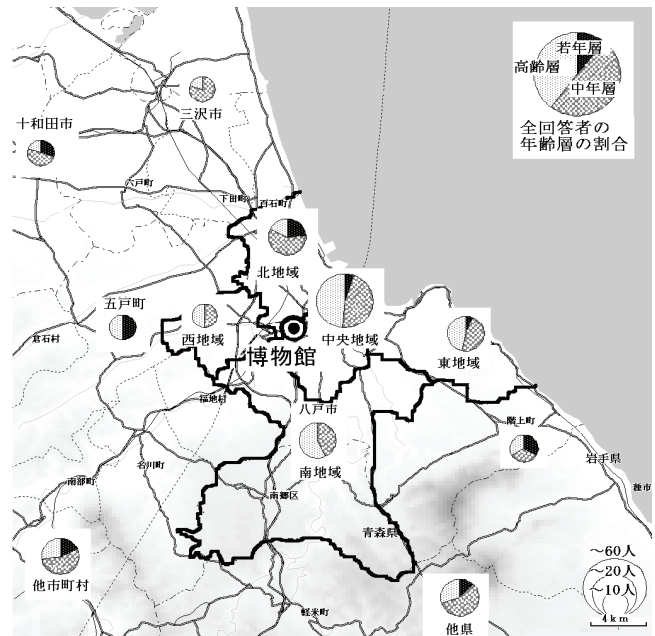 若年層
高齢層
中年層
全回答者の
年齢層の割合
三沢市
十和田市
六戸町
下田町
百石町
北地域
五戸町
西地域
中央地域
倉石村
博物館
東地域
福地村
八戸市
階上町
南地域
岩手県
名川町
種市
南部町
南郷区
青森県
~60人
~20人
~10人
4km
他市町村
軽米町
他県